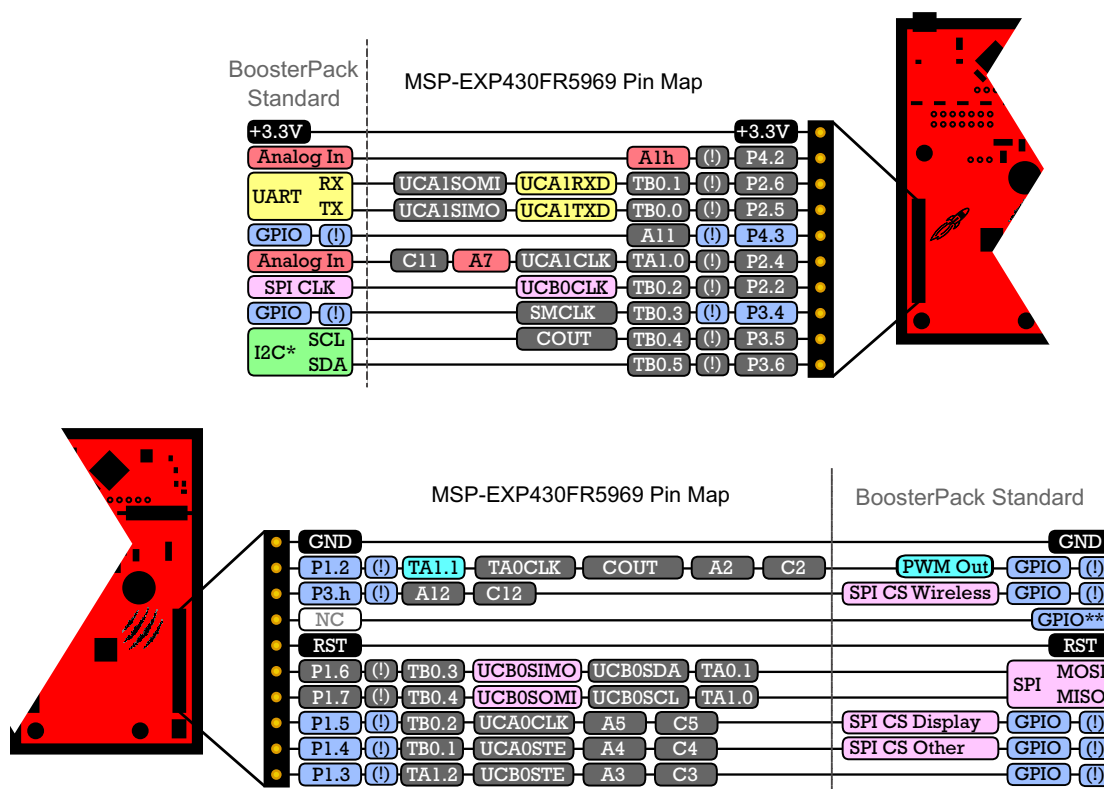 BoosterPack
Standard
MSP-EXP430FR5969 Pin Map
+3.3V +3.3V
Analog In A1h (!) P4.2
UART RX UCA1SOMI UCA1RXD TB0.1 (!) P2.6
TX UCA1SIMO UCA1TXD TB0.0 (!) P2.5
GPIO (!) A11 (!) P4.3
Analog In C11 A7 UCA1CLK TA1.0 (!) P2.4
SPI CLK UCB0CLK TB0.2 (!) P2.2
GPIO (!) SMCLK TB0.3 (!) P3.4
I2C* SCL COUT TB0.4 (!) P3.5
SDA TB0.5 (!) P3.6
MSP-EXP430FR5969 Pin Map BoosterPack Standard
GND GND
P1.2 (!) TA1.1 TA0CLK COUT A2 C2 PWM Out GPIO (!)
P3.h (!) A12 C12 SPI CS Wireless GPIO (!)
NC GPIO**
RST RST
P1.6 (!) TB0.3 UCB0SIMO UCB0SDA TA0.1 SPI MOSI
P1.7 (!) TB0.4 UCB0SOMI UCB0SCL TA1.0 MISO
P1.5 (!) TB0.2 UCA0CLK A5 C5 SPI CS Display GPIO (!)
P1.4 (!) TB0.1 UCA0STE A4 C4 SPI CS Other GPIO (!)
P1.3 (!) TA1.2 UCB0STE A3 C3 GPIO (!)